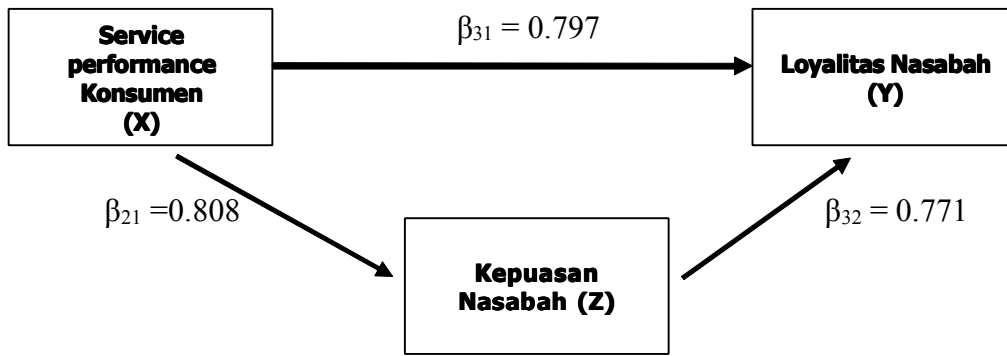 Service
performance
Konsumen
(X)
β₃₁ = 0.797
Loyalitas Nasabah
(Y)
β₂₁ =0.808
β₃₂ = 0.771
Kepuasan
Nasabah (Z)